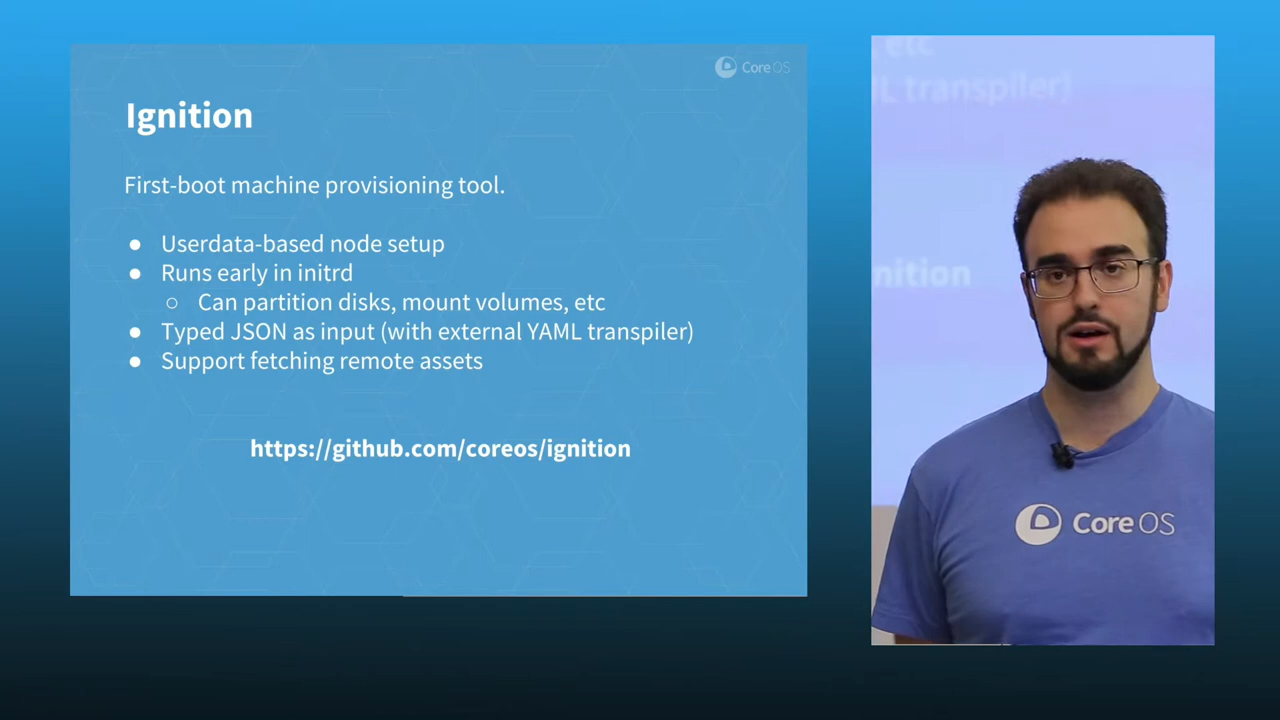 CoreOS
Ignition
First-boot machine provisioning tool.
● Userdata-based node setup
● Runs early in initrd
○ Can partition disks, mount volumes, etc
● Typed JSON as input (with external YAML transpiler)
● Support fetching remote assets
https://github.com/coreos/ignition
etc
L transpiler)
nition
CoreOS